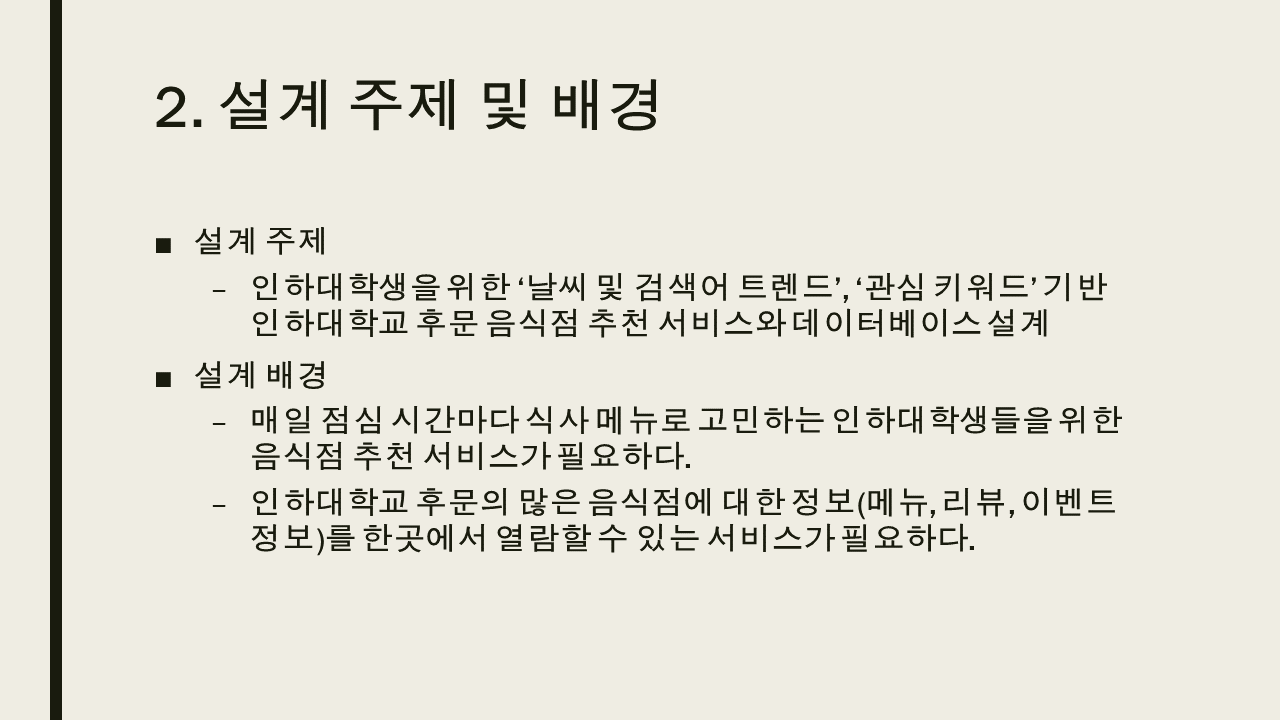 2. 설계 주제 및 배경
■ 설계 주제
– 인하대학생을 위한 ‘날씨 및 검색어 트렌드’, ‘관심 키워드’ 기반
인하대학교 후문 음식점 추천 서비스와 데이터베이스 설계
■ 설계 배경
– 매일 점심 시간마다 식사 메뉴로 고민하는 인하대학생들을 위한
음식점 추천 서비스가 필요하다.
– 인하대학교 후문의 많은 음식점에 대한 정보(메뉴, 리뷰, 이벤트
정보)를 한곳에서 열람할 수 있는 서비스가 필요하다.